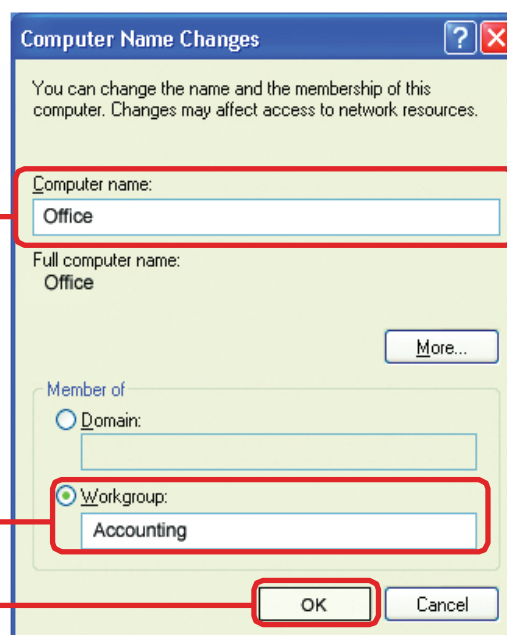 Computer Name Changes
?
You can change the name and the membership of this
computer. Changes may affect access to network resources.
Computer name:
Office
Full computer name:
Office
More...
Member of
Domain:
Workgroup:
Accounting
OK
Cancel